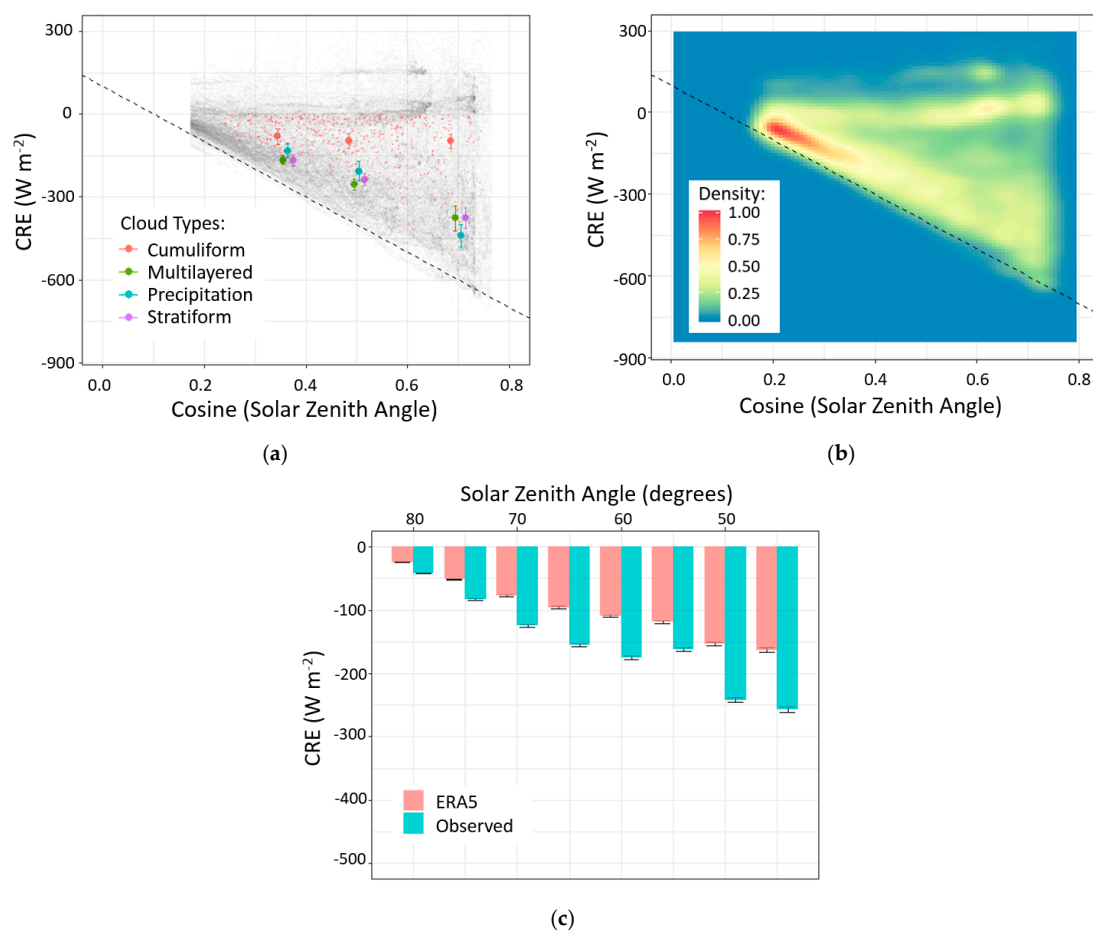 300
0
-300
-600
-900
CRE (W m-2)
Cloud Types:
Cumuliform
Multilayered
Precipitation
Stratiform
0.0 0.2 0.4 0.6 0.8
Cosine (Solar Zenith Angle)
(a)
300
0
-300
-600
-900
CRE (W m-2)
Density:
1.00
0.75
0.50
0.25
0.00
0.0 0.2 0.4 0.6 0.8
Cosine (Solar Zenith Angle)
(b)
Solar Zenith Angle (degrees)
80 70 60 50
0
-100
-200
-300
-400
-500
CRE (W m-2)
ERA5
Observed
(c)